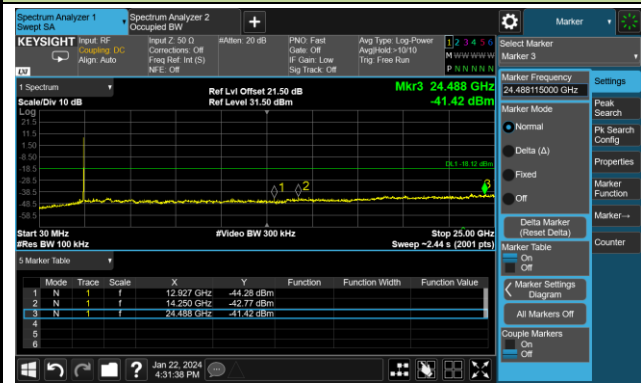 Spectrum Analyzer 1
Swept SA
Spectrum Analyzer 2
Occupied BW
+
Marker
KEYSIGHT
Input: RF
Coupling: DC
Align: Auto
Input Z: 50 Ω
Corrections: Off
Freq Ref: Int (S)
NFE: Off
#Atten: 20 dB
PNO: Fast
Gate: Off
IF Gain: Low
Sig Track: Off
Avg Type: Log-Power
Avg|Hold:>10/10
Trig: Free Run
1 2 3 4 5 6
M W W W W W
P N N N N N
LXI
Select Marker
Marker 3
1 Spectrum
Scale/Div 10 dB
Log
Ref Lvl Offset 21.50 dB
Ref Level 31.50 dBm
Mkr3 24.488 GHz
-41.42 dBm
21.5
11.5
1.50
-8.50
-18.5
-28.5
-38.5
-48.5
-58.5
DL1 -18.12 dBm
1
2
3
Start 30 MHz
#Res BW 100 kHz
#Video BW 300 kHz
Stop 25.00 GHz
Sweep ~2.44 s (2001 pts)
5 Marker Table
Mode Trace Scale X Y Function Function Width Function Value
1 N 1 f 12.927 GHz -44.28 dBm
2 N 1 f 14.250 GHz -42.77 dBm
3 N 1 f 24.488 GHz -41.42 dBm
4
5
6
Marker Frequency
24.488115000 GHz
Marker Mode
Normal
Delta (Δ)
Fixed
Off
Delta Marker
(Reset Delta)
Marker Table
On
Off
Marker Settings
Diagram
All Markers Off
Couple Markers
On
Off
Settings
Peak
Search
Pk Search
Config
Properties
Marker
Function
Marker→
Counter
?
Jan 22, 2024
4:31:38 PM